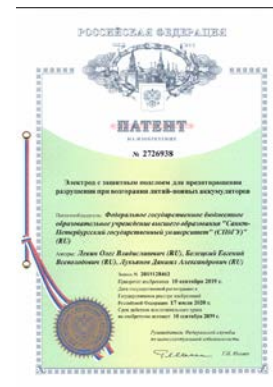 РОССИЙСКАЯ ФЕДЕРАЦИЯ
ПАТЕНТ
НА ИЗОБРЕТЕНИЕ
№ 2726938
Электрод с защитным подслоем для предотвращения
разрушения при возгорании литий-ионных аккумуляторов
Патентообладатель: Федеральное государственное бюджетное
образовательное учреждение высшего образования "Санкт-
Петербургский государственный университет" (СПбГУ)
(RU)
Авторы: Левин Олег Владиславович (RU), Белецкий Евгений
Всеволодович (RU), Лукьянов Даниил Александрович (RU)
Заявка № 2019128462
Приоритет изобретения 10 сентября 2019 г.
Дата государственной регистрации в
Государственном реестре изобретений
Российской Федерации 17 июля 2020 г.
Срок действия исключительного права
на изобретение истекает 10 сентября 2039 г.
Руководитель Федеральной службы
по интеллектуальной собственности
Г.П. Ивлиев